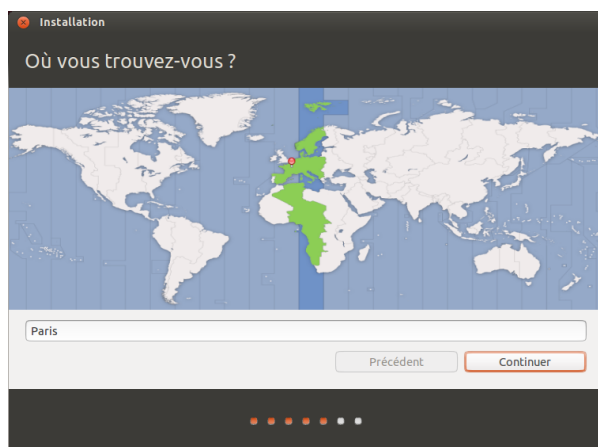 Installation
Où vous trouvez-vous ?
Paris
Précédent
Continuer